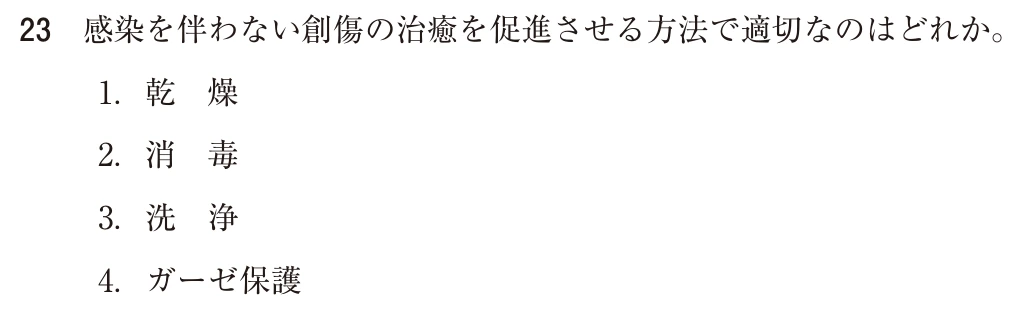 23 感染を伴わない創傷の治癒を促進させる方法で適切なのはどれか。
1. 乾 燥
2. 消 毒
3. 洗 浄
4. ガーゼ保護